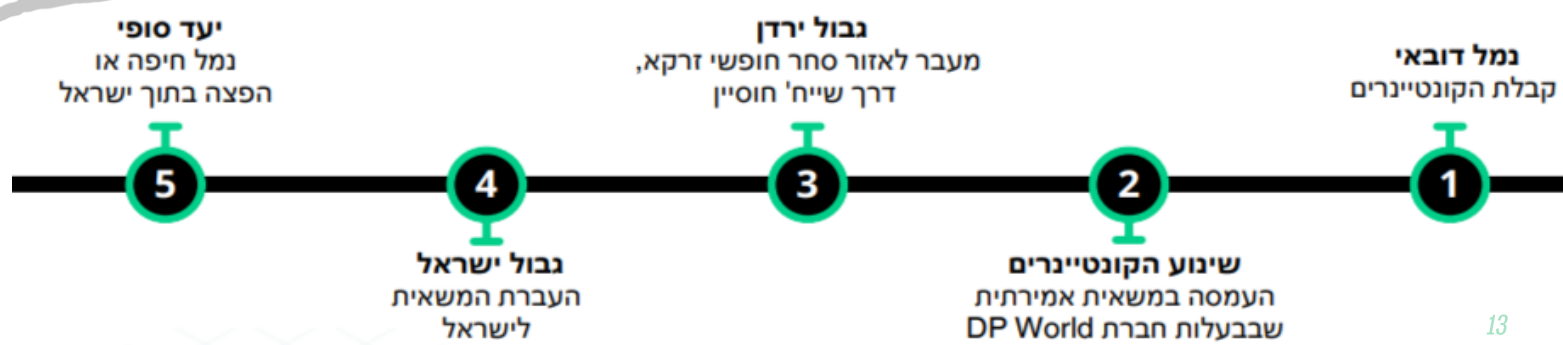 נמל דובאי
קבלת הקונטיינרים
1
שינוע הקונטיינרים
העמסה במשאית אמירתית
שבבעלות חברת DP World
2
גבול ירדן
מעבר לאזור סחר חופשי זרקא,
דרך שייח' חוסיין
3
גבול ישראל
העברת המשאית
לישראל
4
יעד סופי
נמל חיפה או
הפצה בתוך ישראל
5
13